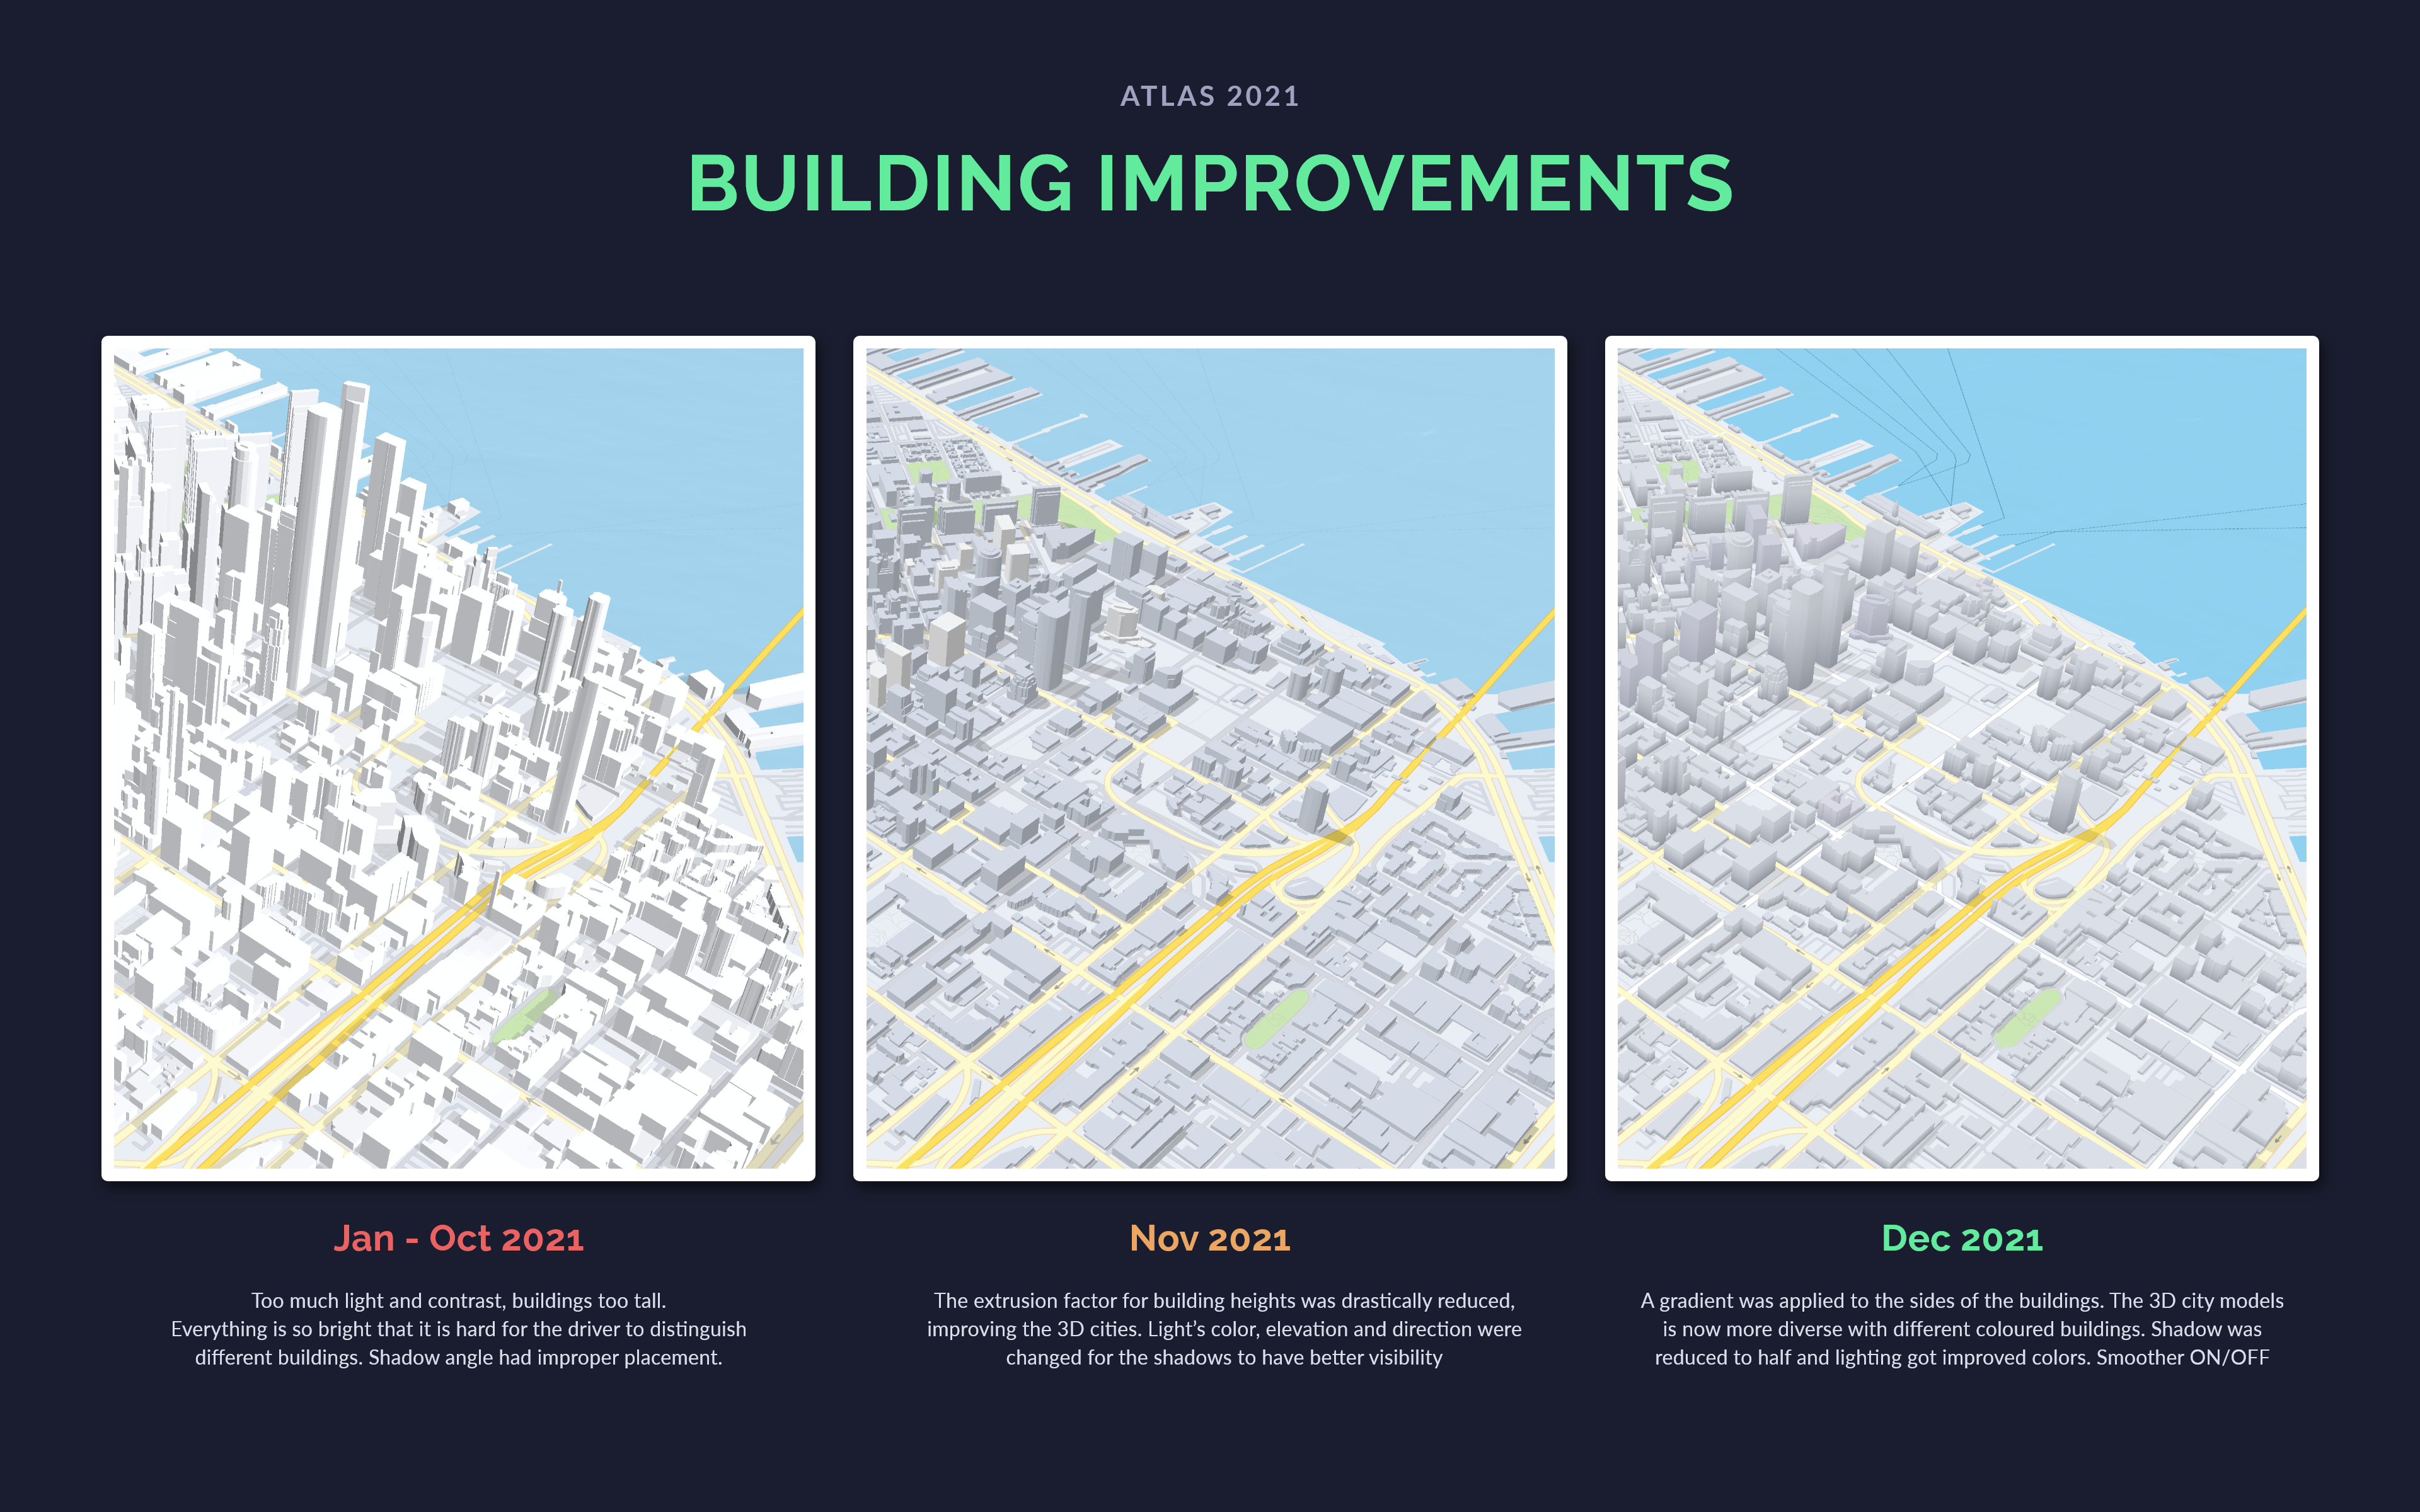 ATLAS 2021
BUILDING IMPROVEMENTS
Jan - Oct 2021
Too much light and contrast, buildings too tall.
Everything is so bright that it is hard for the driver to distinguish
different buildings. Shadow angle had improper placement.
Nov 2021
The extrusion factor for building heights was drastically reduced,
improving the 3D cities. Light’s color, elevation and direction were
changed for the shadows to have better visibility
Dec 2021
A gradient was applied to the sides of the buildings. The 3D city models
is now more diverse with different coloured buildings. Shadow was
reduced to half and lighting got improved colors. Smoother ON/OFF